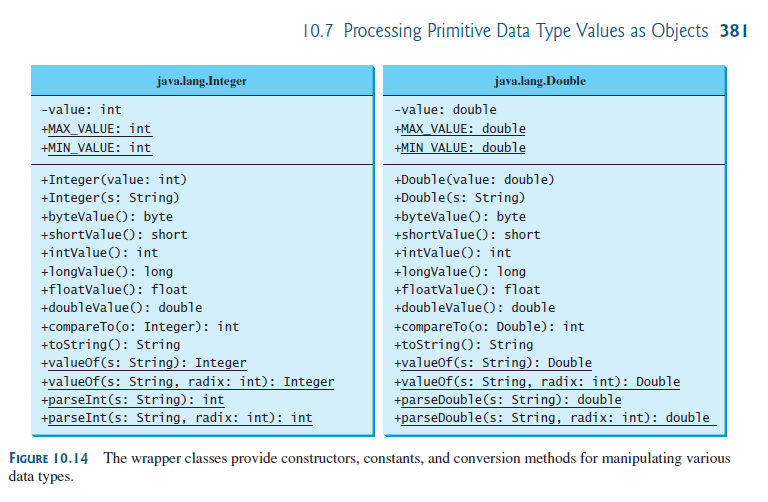 10.7 Processing Primitive Data Type Values as Objects 381
java.lang.Integer
-value: int
+MAX_VALUE: int
+MIN_VALUE: int
+Integer(value: int)
+Integer(s: String)
+byteValue(): byte
+shortValue(): short
+intValue(): int
+longValue(): long
+floatValue(): float
+doubleValue(): double
+compareTo(o: Integer): int
+toString(): String
+valueOf(s: String): Integer
+valueOf(s: String, radix: int): Integer
+parseInt(s: String): int
+parseInt(s: String, radix: int): int
java.lang.Double
-value: double
+MAX_VALUE: double
+MIN_VALUE: double
+Double(value: double)
+Double(s: String)
+byteValue(): byte
+shortValue(): short
+intValue(): int
+longValue(): long
+floatValue(): float
+doubleValue(): double
+compareTo(o: Double): int
+toString(): String
+valueOf(s: String): Double
+valueOf(s: String, radix: int): Double
+parseDouble(s: String): double
+parseDouble(s: String, radix: int): double
FIGURE 10.14 The wrapper classes provide constructors, constants, and conversion methods for manipulating various
data types.